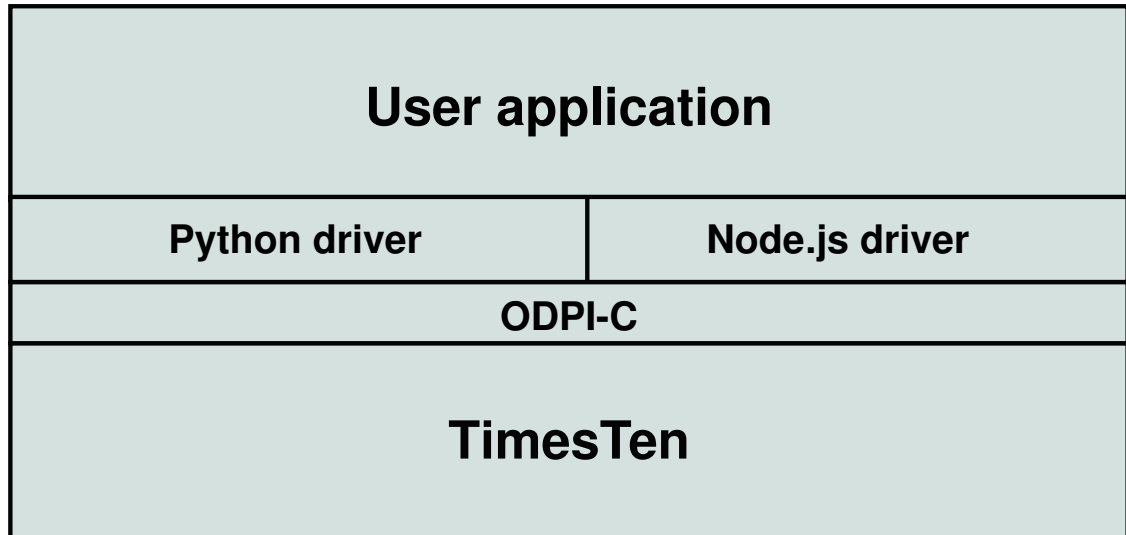 User application
Python driver
Node.js driver
ODPI-C
TimesTen